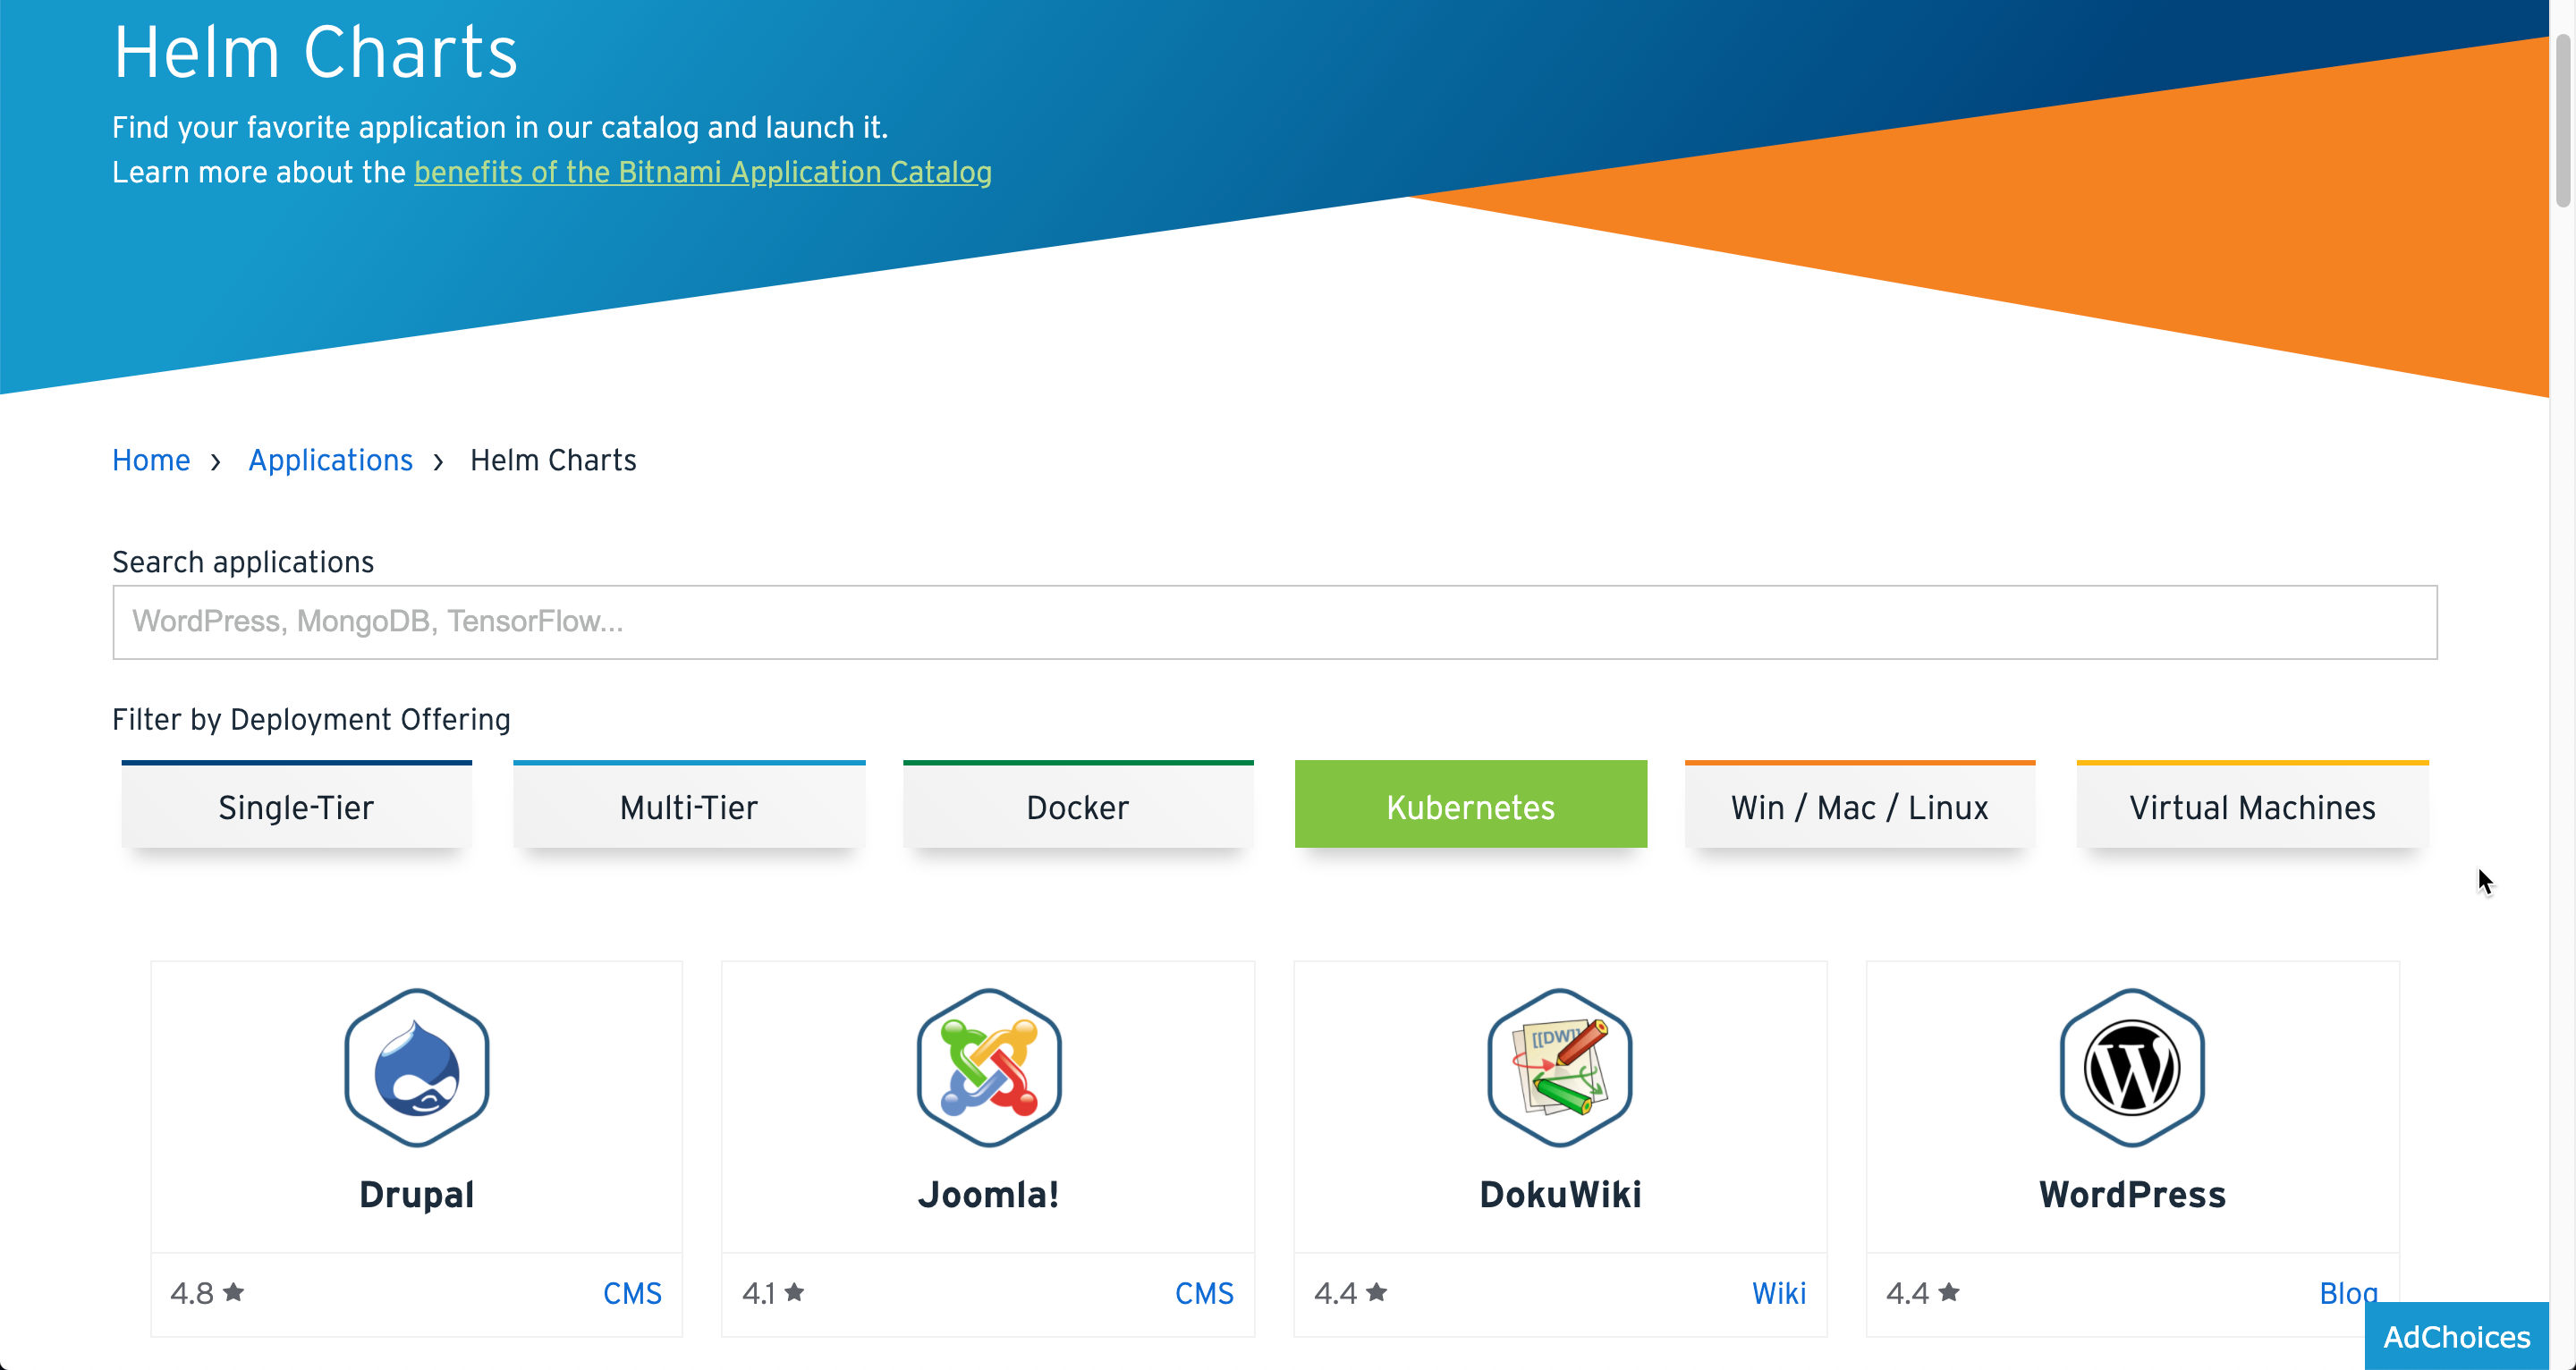 Helm Charts
Find your favorite application in our catalog and launch it.
Learn more about the benefits of the Bitnami Application Catalog
Home › Applications › Helm Charts
Search applications
WordPress, MongoDB, TensorFlow...
Filter by Deployment Offering
Single-Tier
Multi-Tier
Docker
Kubernetes
Win / Mac / Linux
Virtual Machines
[[DW]]
Drupal
Joomla!
DokuWiki
WordPress
4.8 ★ CMS
4.1 ★ CMS
4.4 ★ Wiki
4.4 ★ Blog
AdChoices